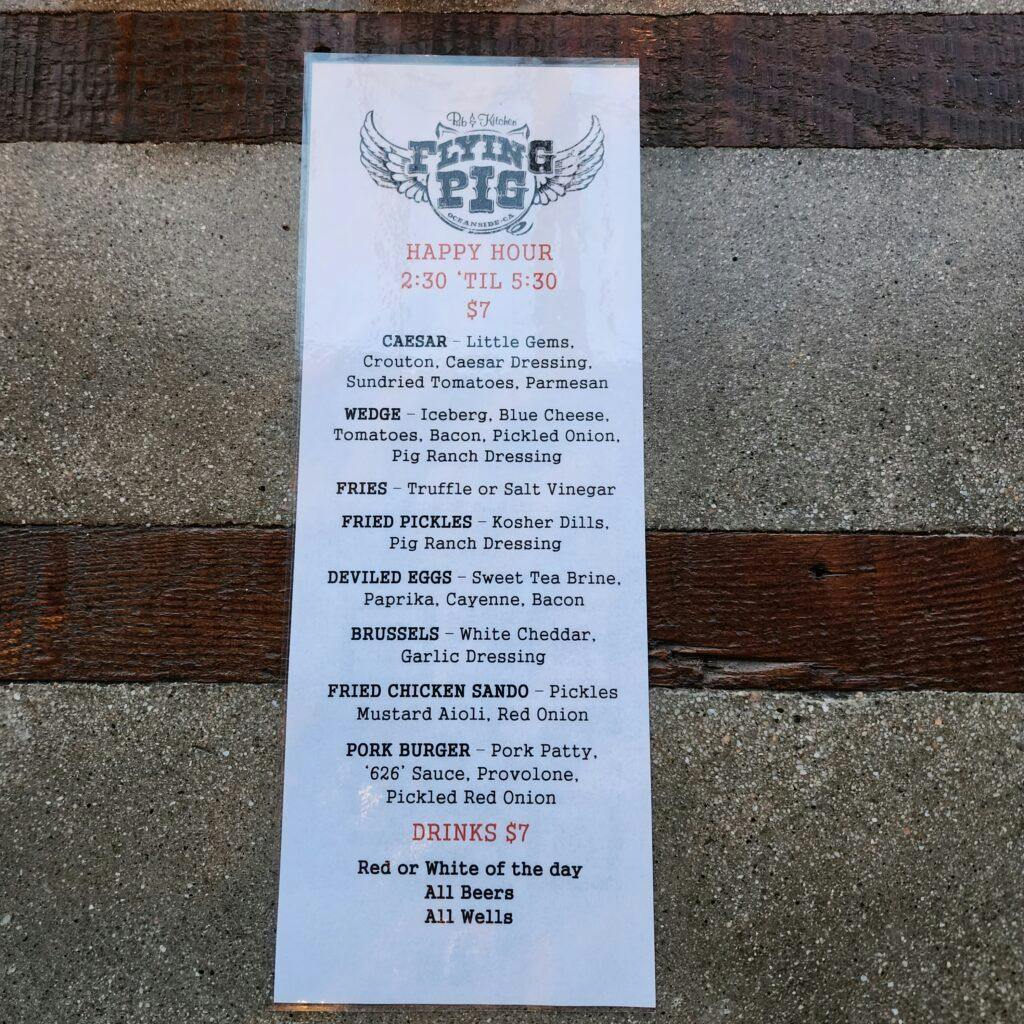 Pub & Kitchen
FLYING
PIG
OCEANSIDE-CA
HAPPY HOUR
2:30 ‘TIL 5:30
$7
CAESAR – Little Gems,
Crouton, Caesar Dressing,
Sundried Tomatoes, Parmesan
WEDGE – Iceberg, Blue Cheese,
Tomatoes, Bacon, Pickled Onion,
Pig Ranch Dressing
FRIES – Truffle or Salt Vinegar
FRIED PICKLES – Kosher Dills,
Pig Ranch Dressing
DEVILED EGGS – Sweet Tea Brine,
Paprika, Cayenne, Bacon
BRUSSELS – White Cheddar,
Garlic Dressing
FRIED CHICKEN SANDO – Pickles
Mustard Aioli, Red Onion
PORK BURGER – Pork Patty,
‘626’ Sauce, Provolone,
Pickled Red Onion
DRINKS $7
Red or White of the day
All Beers
All Wells